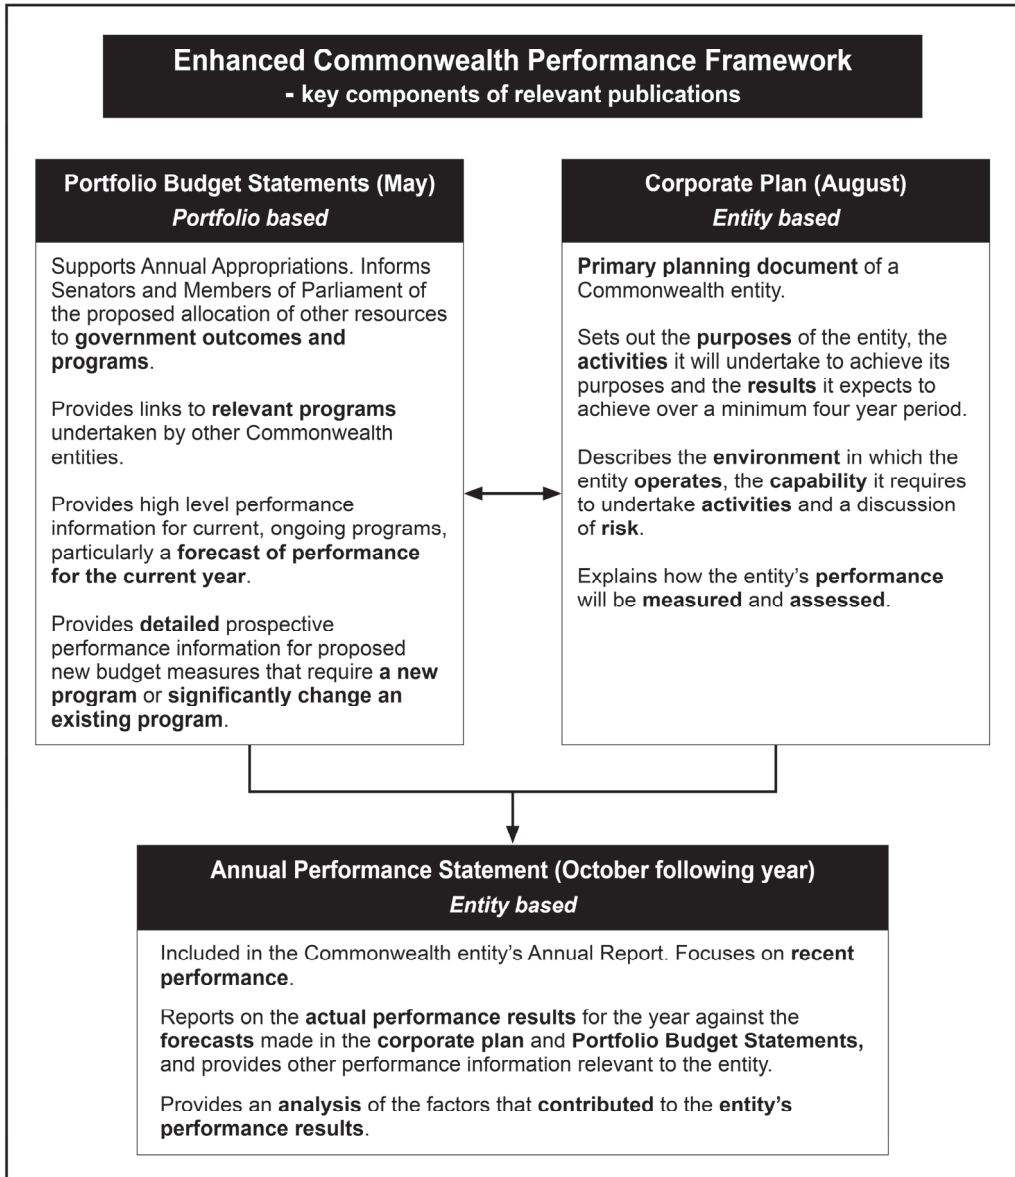 Enhanced Commonwealth Performance Framework
- key components of relevant publications
Portfolio Budget Statements (May)
Portfolio based
Supports Annual Appropriations. Informs
Senators and Members of Parliament of
the proposed allocation of other resources
to government outcomes and
programs.
Provides links to relevant programs
undertaken by other Commonwealth
entities.
Provides high level performance
information for current, ongoing programs,
particularly a forecast of performance
for the current year.
Provides detailed prospective
performance information for proposed
new budget measures that require a new
program or significantly change an
existing program.
Corporate Plan (August)
Entity based
Primary planning document of a
Commonwealth entity.
Sets out the purposes of the entity, the
activities it will undertake to achieve its
purposes and the results it expects to
achieve over a minimum four year period.
Describes the environment in which the
entity operates, the capability it requires
to undertake activities and a discussion
of risk.
Explains how the entity's performance
will be measured and assessed.
Annual Performance Statement (October following year)
Entity based
Included in the Commonwealth entity's Annual Report. Focuses on recent
performance.
Reports on the actual performance results for the year against the
forecasts made in the corporate plan and Portfolio Budget Statements,
and provides other performance information relevant to the entity.
Provides an analysis of the factors that contributed to the entity's
performance results.